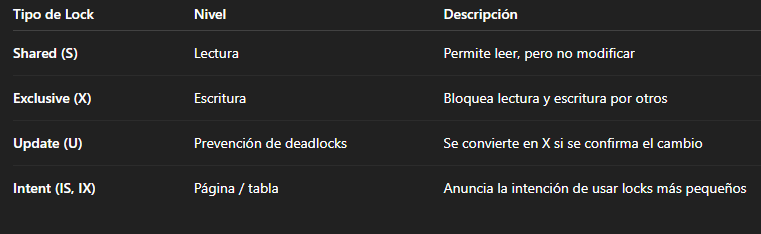 Tipo de Lock Nivel Descripción
Shared (S) Lectura Permite leer, pero no modificar
Exclusive (X) Escritura Bloquea lectura y escritura por otros
Update (U) Prevención de deadlocks Se convierte en X si se confirma el cambio
Intent (IS, IX) Página / tabla Anuncia la intención de usar locks más pequeños